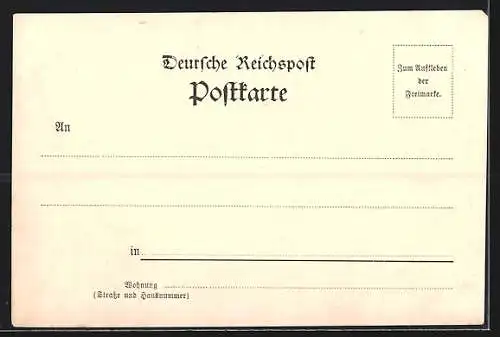 Deutsche Reichspost
Postkarte
Zum Aufkleben
der
Freimarke.
An
in
Wohnung
(Straße und Hausnummer)